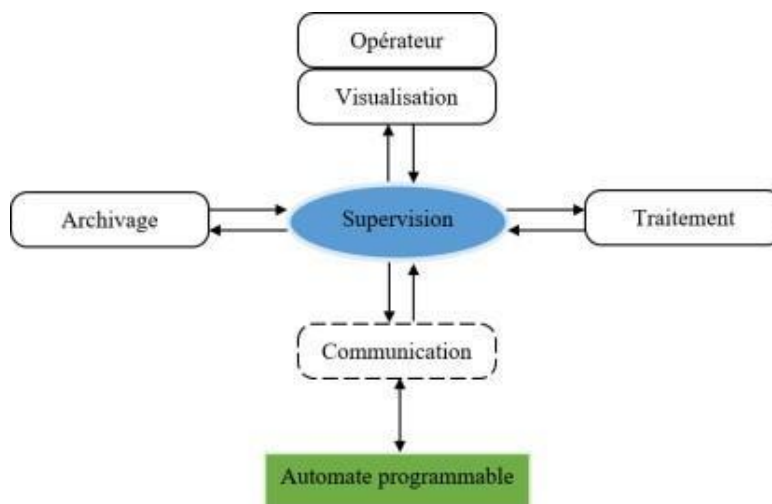 Opérateur
Visualisation
Archivage
Supervision
Traitement
Communication
Automate programmable